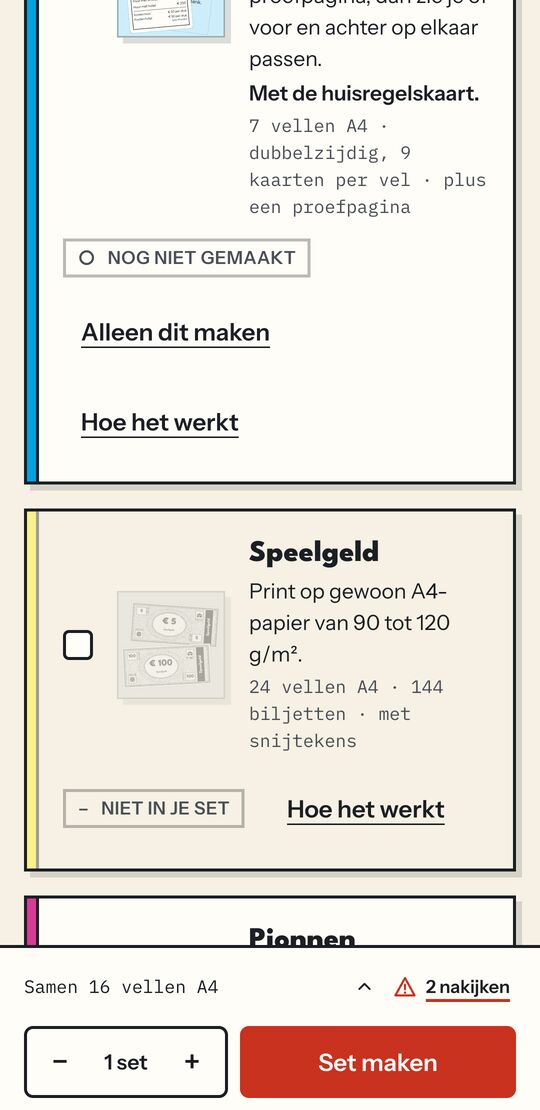 voor en achter op elkaar
passen.
Met de huisregelskaart.
7 vellen A4 ·
dubbelzijdig, 9
kaarten per vel · plus
een proefpagina
NOG NIET GEMAAKT
Alleen dit maken
Hoe het werkt
Speelgeld
Print op gewoon A4-
papier van 90 tot 120
g/m².
€ 5
€ 100
24 vellen A4 · 144
biljetten · met
snijtekens
– NIET IN JE SET
Hoe het werkt
Pionnen
Samen 16 vellen A4
2 nakijken
− 1 set +
Set maken